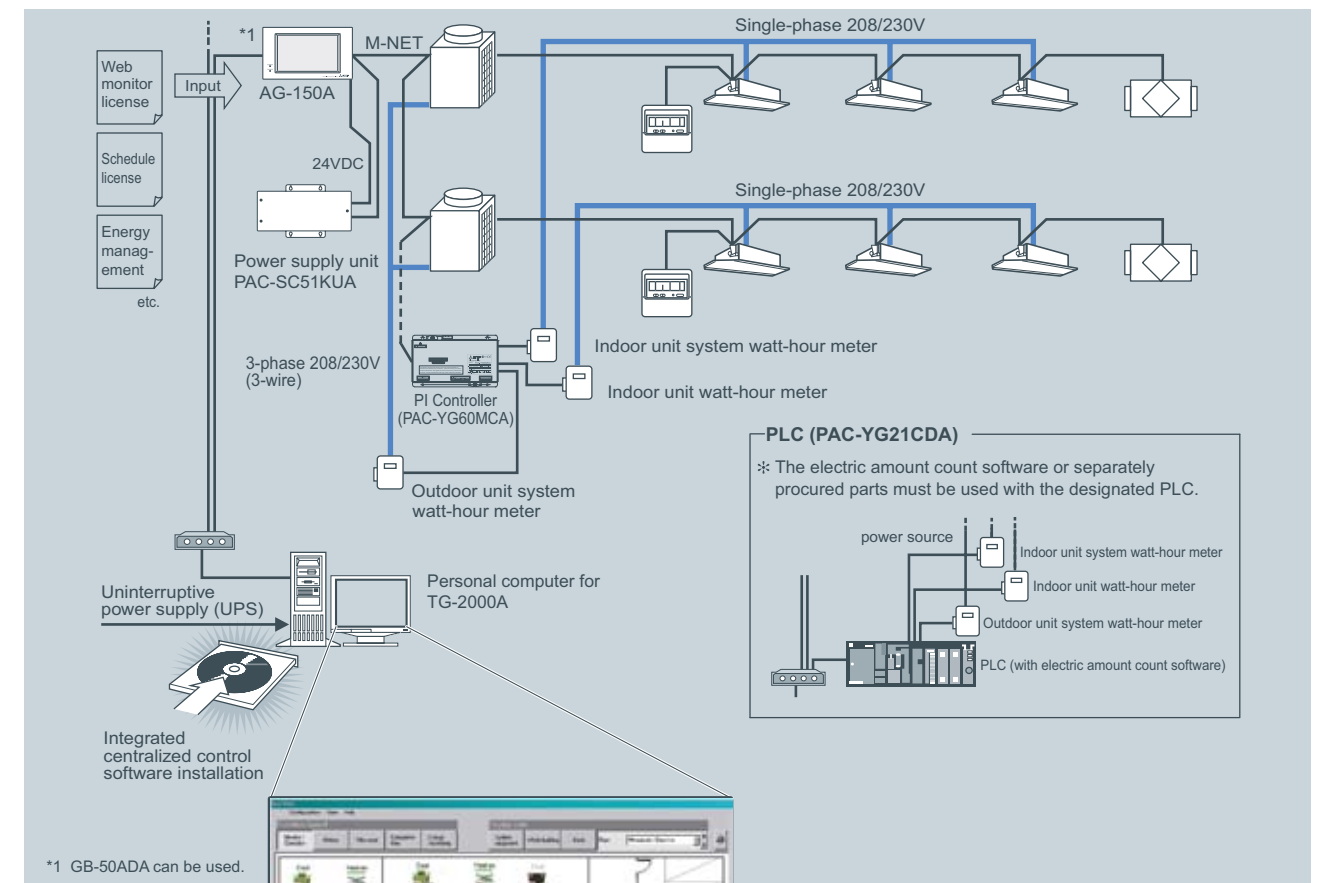 Single-phase 208/230V
*1
M-NET
Web
monitor
license
Input
AG-150A
24VDC
Schedule
license
Single-phase 208/230V
Energy
manag-
ement
etc.
Power supply unit
PAC-SC51KUA
Indoor unit system watt-hour meter
3-phase 208/230V
(3-wire)
Indoor unit watt-hour meter
PI Controller
(PAC-YG60MCA)
Outdoor unit system
watt-hour meter
PLC (PAC-YG21CDA)
✻ The electric amount count software or separately
procured parts must be used with the designated PLC.
power source
Indoor unit system watt-hour meter
Indoor unit watt-hour meter
Outdoor unit system watt-hour meter
PLC (with electric amount count software)
Uninterruptive
power supply (UPS)
Personal computer for
TG-2000A
Integrated
centralized control
software installation
*1 GB-50ADA can be used.